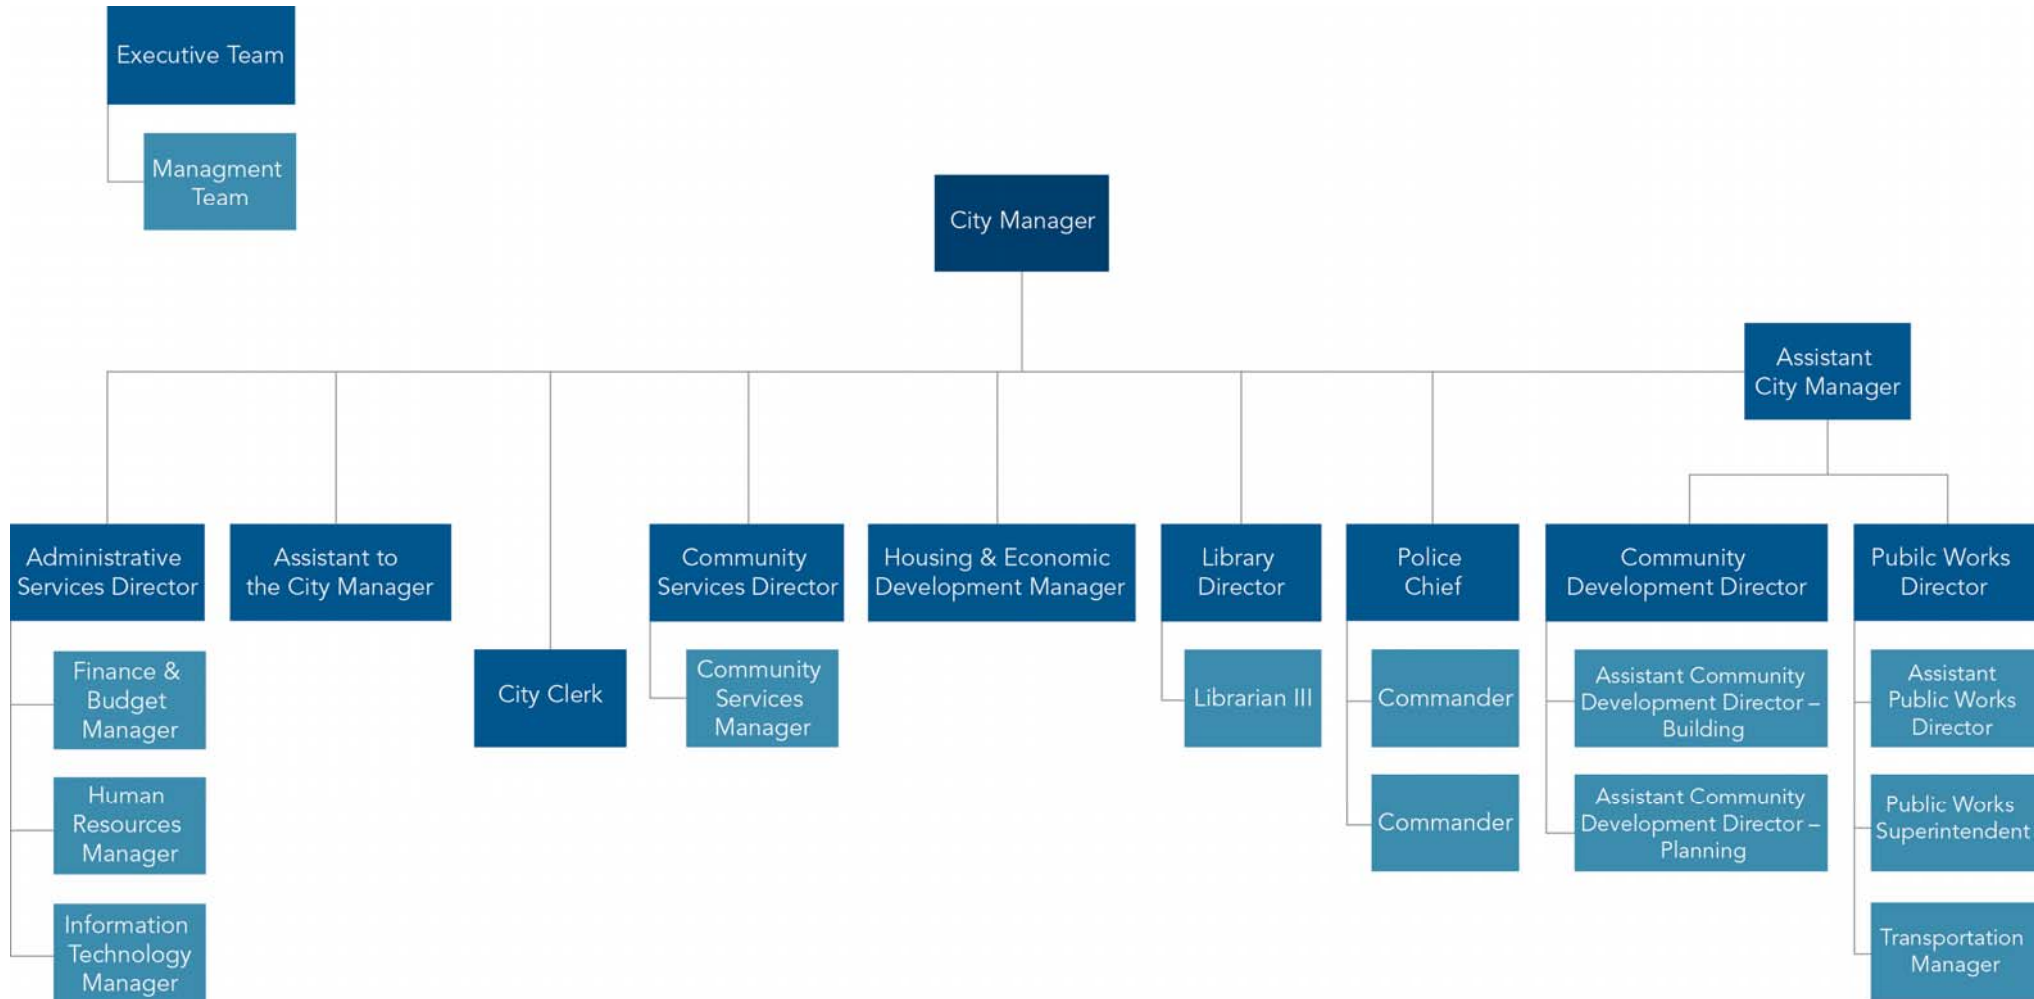 Executive Team
Managment
Team
City Manager
Assistant
City Manager
Administrative
Services Director
Assistant to
the City Manager
City Clerk
Community
Services Director
Housing & Economic
Development Manager
Library
Director
Police
Chief
Community
Development Director
Pubilc Works
Director
Finance &
Budget
Manager
Human
Resources
Manager
Information
Technology
Manager
Community
Services
Manager
Librarian III
Commander
Commander
Assistant Community
Development Director –
Building
Assistant Community
Development Director –
Planning
Assistant
Public Works
Director
Public Works
Superintendent
Transportation
Manager